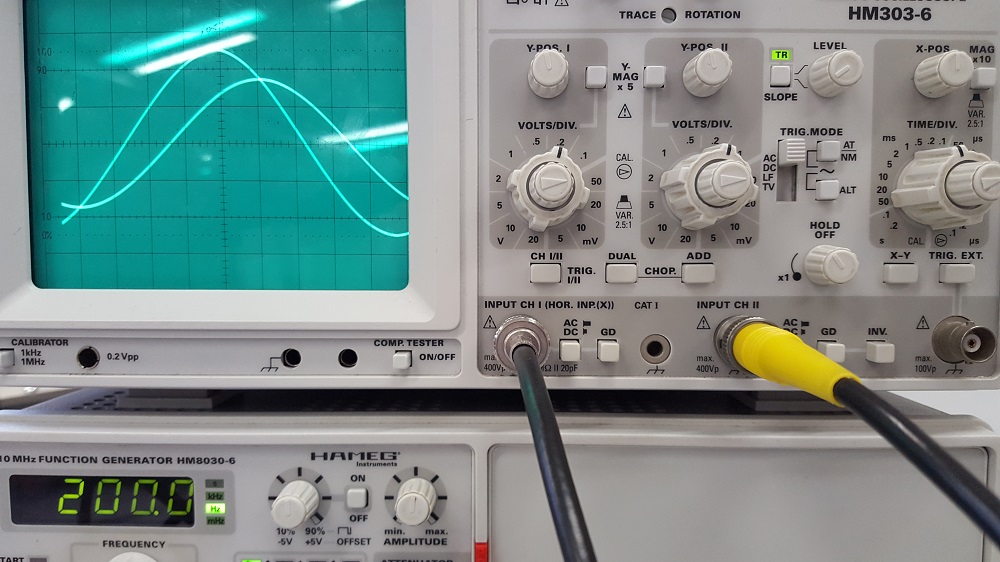 HM303-6
TRACE ROTATION
Y-POS. I
Y-POS. II
LEVEL
X-POS.
MAG
x10
100
90
10
0%
Y-
MAG
x 5
TR
SLOPE
VAR.
2.5:1
VOLTS/DIV.
VOLTS/DIV.
TRIG.MODE
TIME/DIV.
ms
µs
1 .5 .2 .1
2 50
5 20
V 10 20 10 mV
5
CAL.
VAR.
2.5:1
1 .5 .2
2
5
V 10 20 10 mV
5
AC
DC
LF
TV
AT
NM
~
ALT
.5 .2 .1
1
2
5
10
20
50
.1
.2
s
CAL.
µs
HOLD
OFF
x1
CH I/II
TRIG.
I/II
DUAL
CHOP.
ADD
X-Y
TRIG. EXT.
INPUT CH I (HOR. INP.(X))
CAT I
INPUT CH II
AC
DC
GD
max.
400Vp
Ω II 20pF
AC
DC
GD
INV.
max.
400Vp
max.
100Vp
CALIBRATOR
1kHz
1MHz
0.2 Vpp
COMP. TESTER
ON/OFF
10 MHz FUNCTION GENERATOR HM8030-6
HAMEG
Instruments
200.0
s
kHz
Hz
mHz
ON
OFF
10% 90%
-5V +5V OFFSET
min. max.
AMPLITUDE
FREQUENCY
START
ATTENUATOR